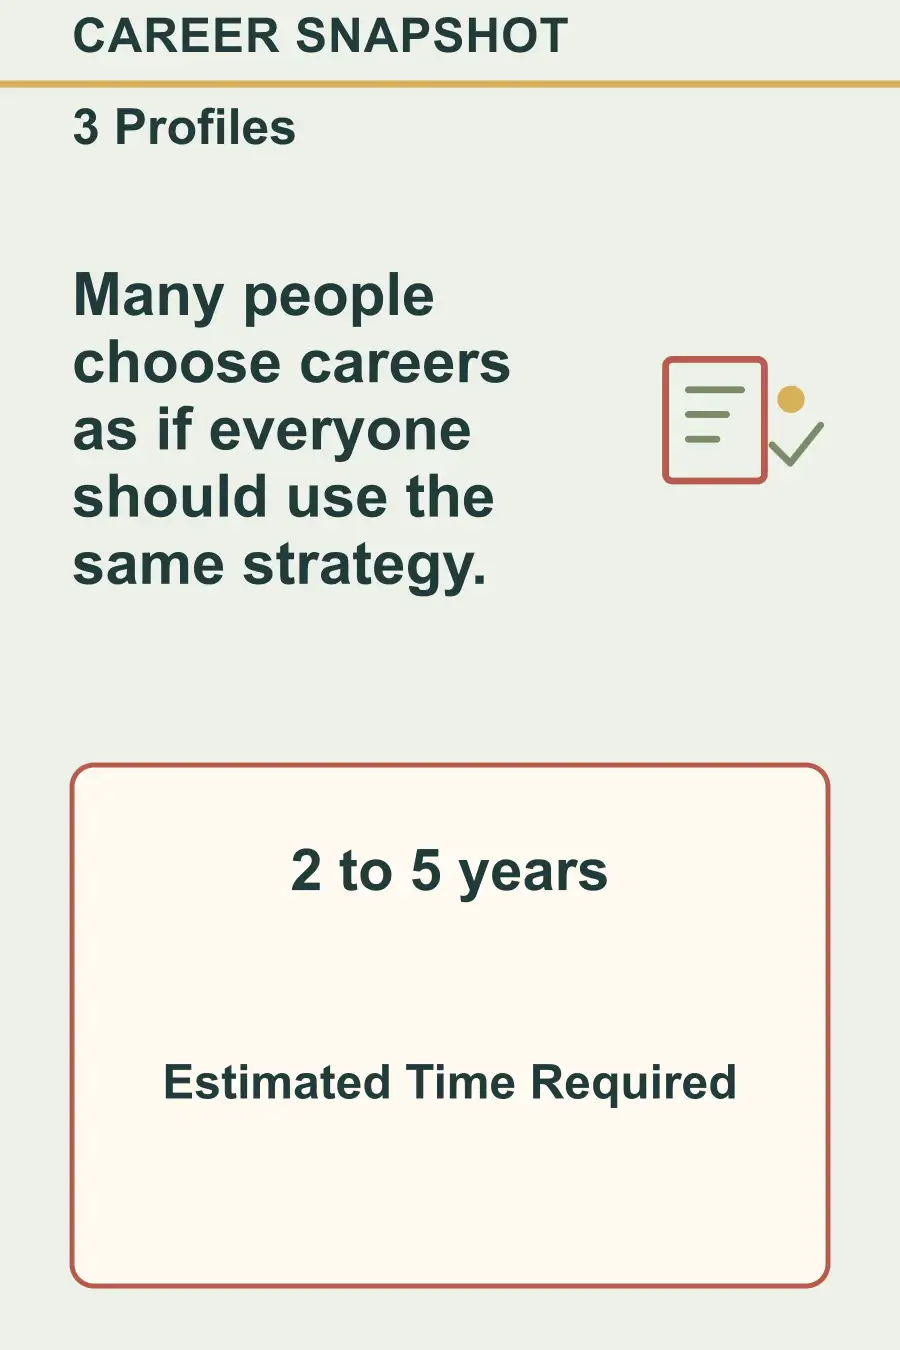 CAREER SNAPSHOT
3 Profiles
Many people
choose careers
as if everyone
should use the
same strategy.
2 to 5 years
Estimated Time Required